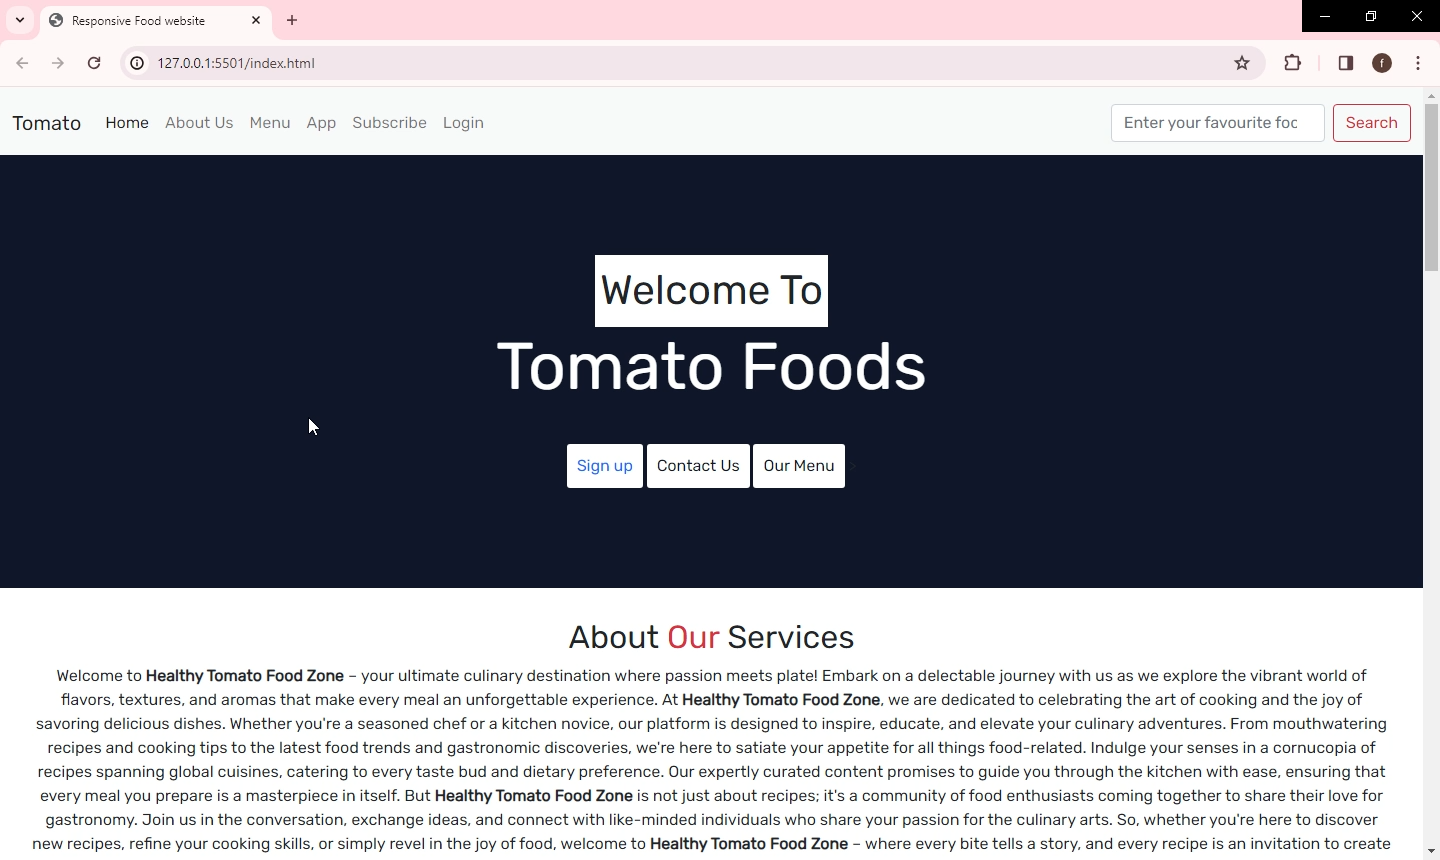 Responsive Food website
127.0.0.1:5501/index.html
f
Tomato Home About Us Menu App Subscribe Login Enter your favourite foc Search
Welcome To
Tomato Foods
Sign up Contact Us Our Menu
About Our Services
Welcome to Healthy Tomato Food Zone – your ultimate culinary destination where passion meets plate! Embark on a delectable journey with us as we explore the vibrant world of
flavors, textures, and aromas that make every meal an unforgettable experience. At Healthy Tomato Food Zone, we are dedicated to celebrating the art of cooking and the joy of
savoring delicious dishes. Whether you're a seasoned chef or a kitchen novice, our platform is designed to inspire, educate, and elevate your culinary adventures. From mouthwatering
recipes and cooking tips to the latest food trends and gastronomic discoveries, we're here to satiate your appetite for all things food-related. Indulge your senses in a cornucopia of
recipes spanning global cuisines, catering to every taste bud and dietary preference. Our expertly curated content promises to guide you through the kitchen with ease, ensuring that
every meal you prepare is a masterpiece in itself. But Healthy Tomato Food Zone is not just about recipes; it's a community of food enthusiasts coming together to share their love for
gastronomy. Join us in the conversation, exchange ideas, and connect with like-minded individuals who share your passion for the culinary arts. So, whether you're here to discover
new recipes, refine your cooking skills, or simply revel in the joy of food, welcome to Healthy Tomato Food Zone – where every bite tells a story, and every recipe is an invitation to create